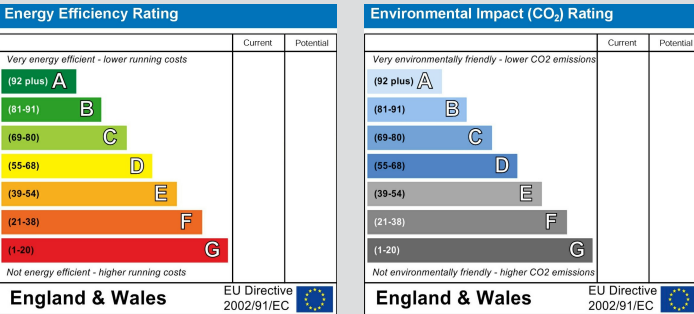 Energy Efficiency Rating
Current Potential
Very energy efficient - lower running costs
(92 plus) A
(81-91) B
(69-80) C
(55-68) D
(39-54) E
(21-38) F
(1-20) G
Not energy efficient - higher running costs
England & Wales
EU Directive
2002/91/EC
Environmental Impact (CO₂) Rating
Current Potential
Very environmentally friendly - lower CO2 emissions
(92 plus) A
(81-91) B
(69-80) C
(55-68) D
(39-54) E
(21-38) F
(1-20) G
Not environmentally friendly - higher CO2 emissions
England & Wales
EU Directive
2002/91/EC